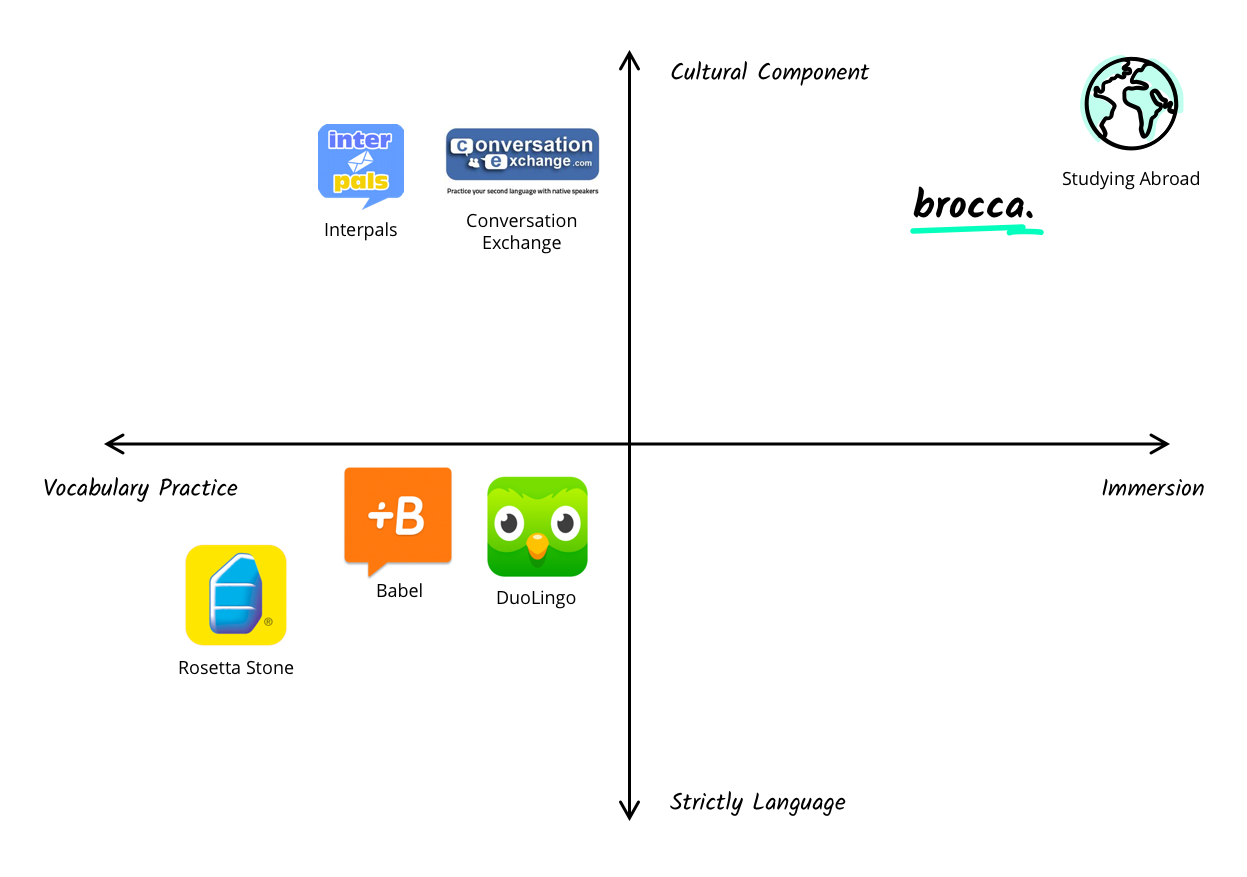 Cultural Component
inter
pals
Interpals
conversation
exchange.com
Practice your second language with native speakers
Conversation
Exchange
Studying Abroad
brocca.
Vocabulary Practice
Immersion
+B
Babel
DuoLingo
®
Rosetta Stone
Strictly Language